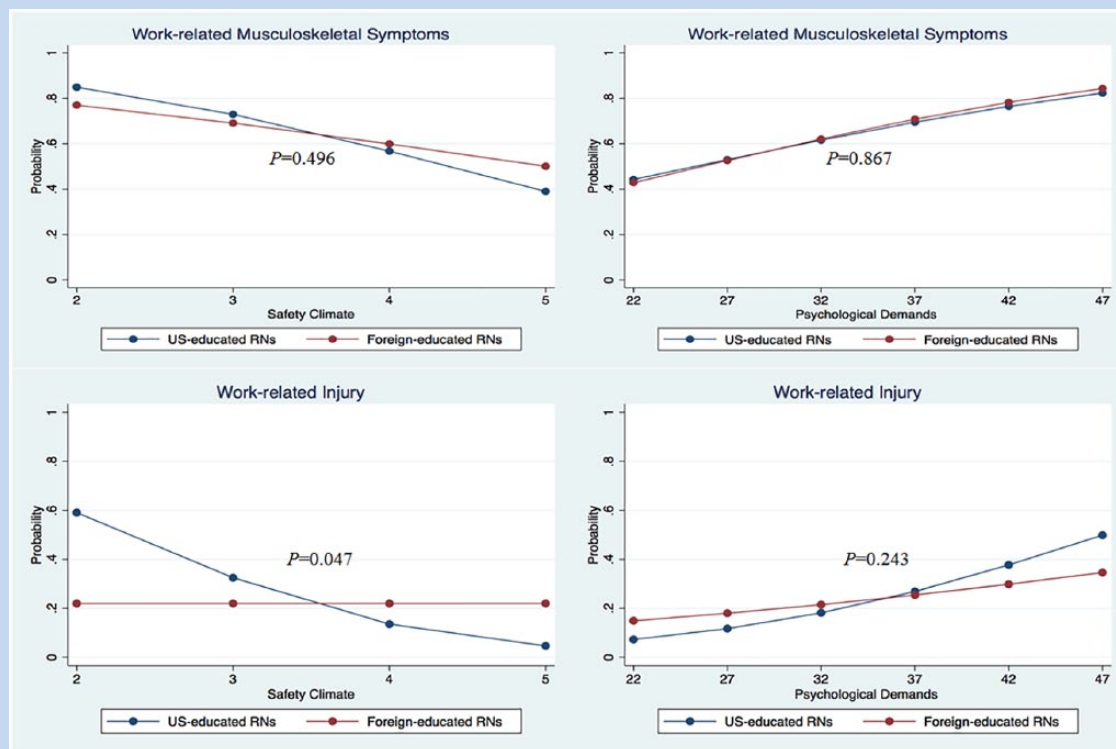 Work-related Musculoskeletal Symptoms
Probability
0 .2 .4 .6 .8 1
P=0.496
2 3 4 5
Safety Climate
US-educated RNs Foreign-educated RNs
Work-related Musculoskeletal Symptoms
Probability
0 .2 .4 .6 .8 1
P=0.867
22 27 32 37 42 47
Psychological Demands
US-educated RNs Foreign-educated RNs
Work-related Injury
Probability
0 .2 .4 .6 .8 1
P=0.047
2 3 4 5
Safety Climate
US-educated RNs Foreign-educated RNs
Work-related Injury
Probability
0 .2 .4 .6 .8 1
P=0.243
22 27 32 37 42 47
Psychological Demands
US-educated RNs Foreign-educated RNs